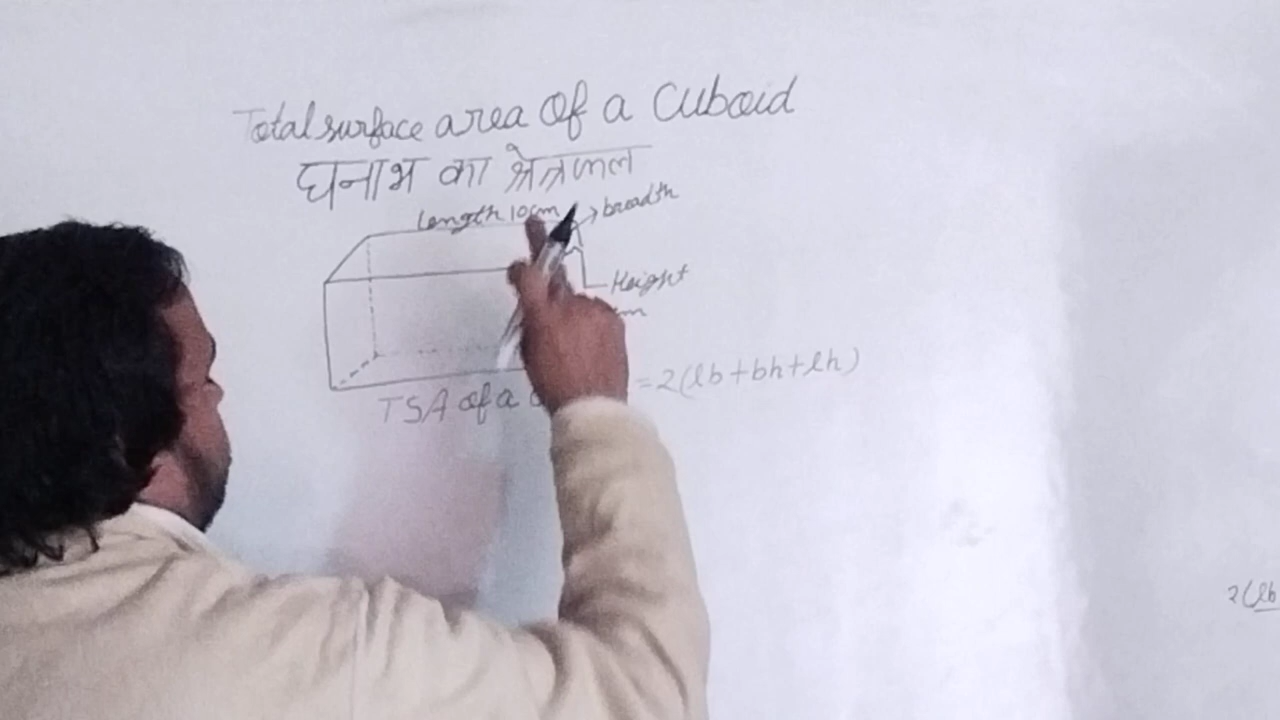 Total surface area of a Cuboid
घनाभ का क्षेत्रफल
Length 10cm
breadth
Height
m
TSA of a = 2(lb+bh+lh)
2(lb